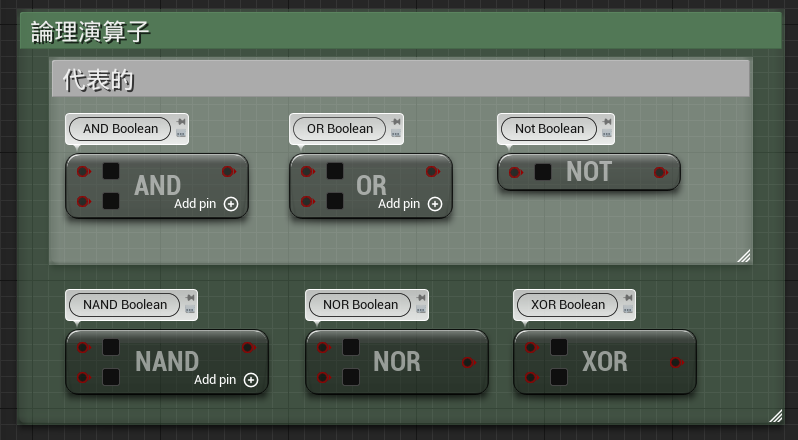 論理演算子
代表的
AND Boolean
OR Boolean
Not Boolean
AND
Add pin
OR
Add pin
NOT
NAND Boolean
NOR Boolean
XOR Boolean
NAND
Add pin
NOR
XOR